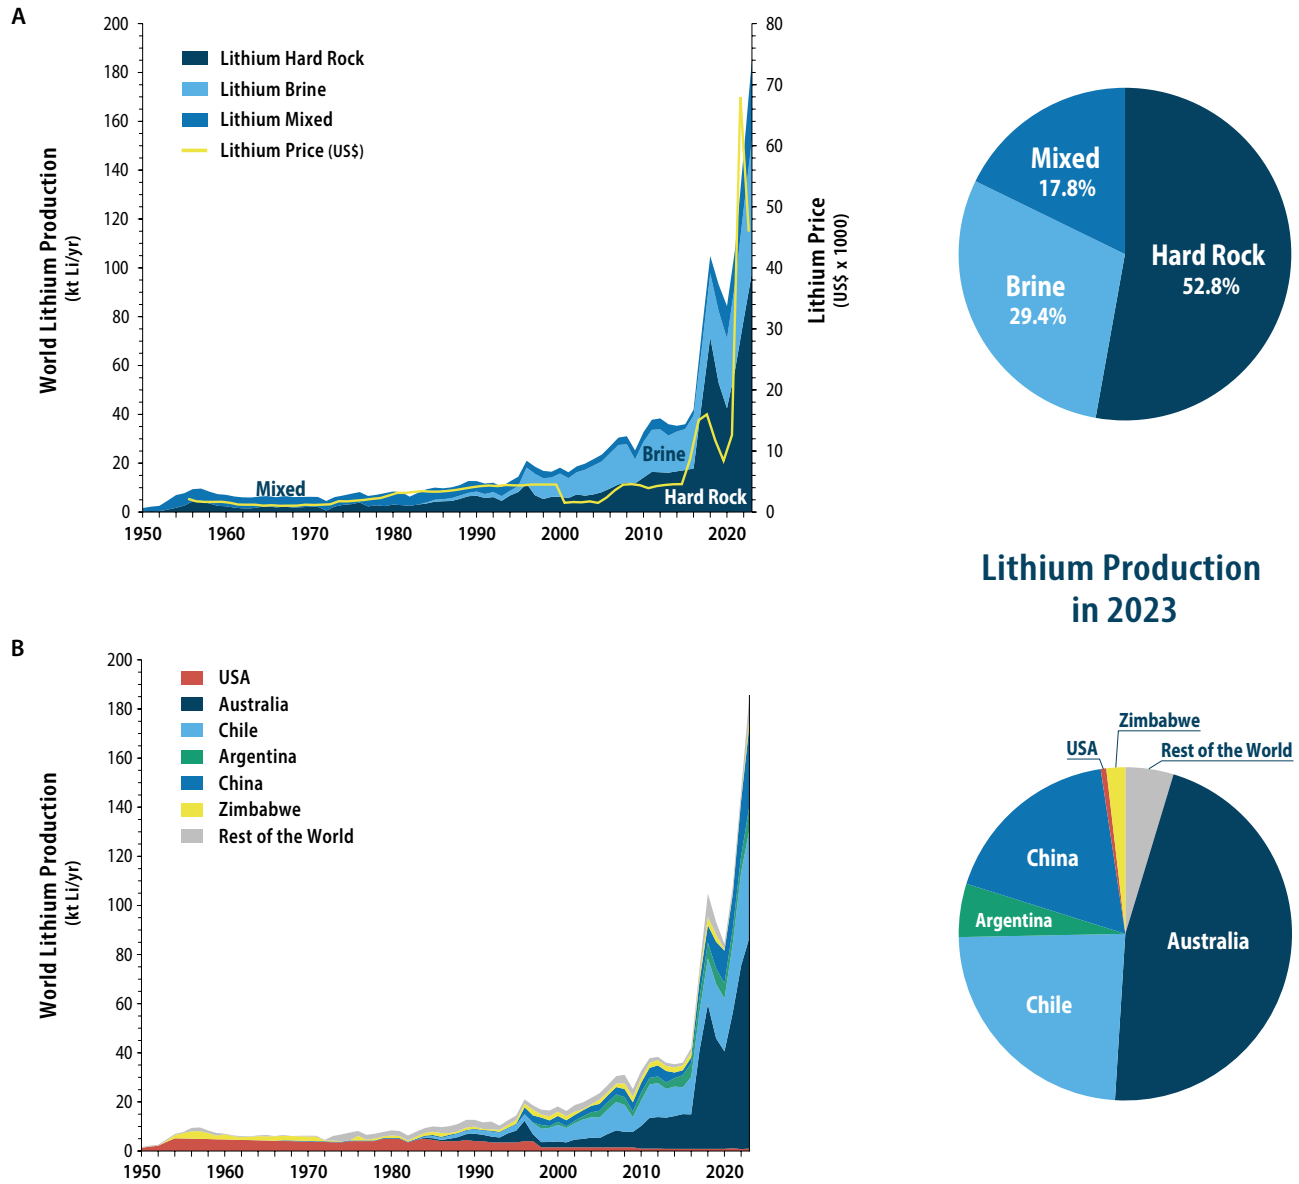 A
200
180
160
140
120
100
80
60
40
20
0
World Lithium Production
(kt Li/yr)
Lithium Hard Rock
Lithium Brine
Lithium Mixed
Lithium Price (US$)
Mixed
Brine
Hard Rock
80
70
60
50
40
30
20
10
0
Lithium Price
(US$ x 1000)
1950 1960 1970 1980 1990 2000 2010 2020
Mixed
17.8%
Hard Rock
52.8%
Brine
29.4%
Lithium Production
in 2023
B
200
180
160
140
120
100
80
60
40
20
0
World Lithium Production
(kt Li/yr)
USA
Australia
Chile
Argentina
China
Zimbabwe
Rest of the World
1950 1960 1970 1980 1990 2000 2010 2020
Zimbabwe
USA
Rest of the World
China
Argentina
Australia
Chile